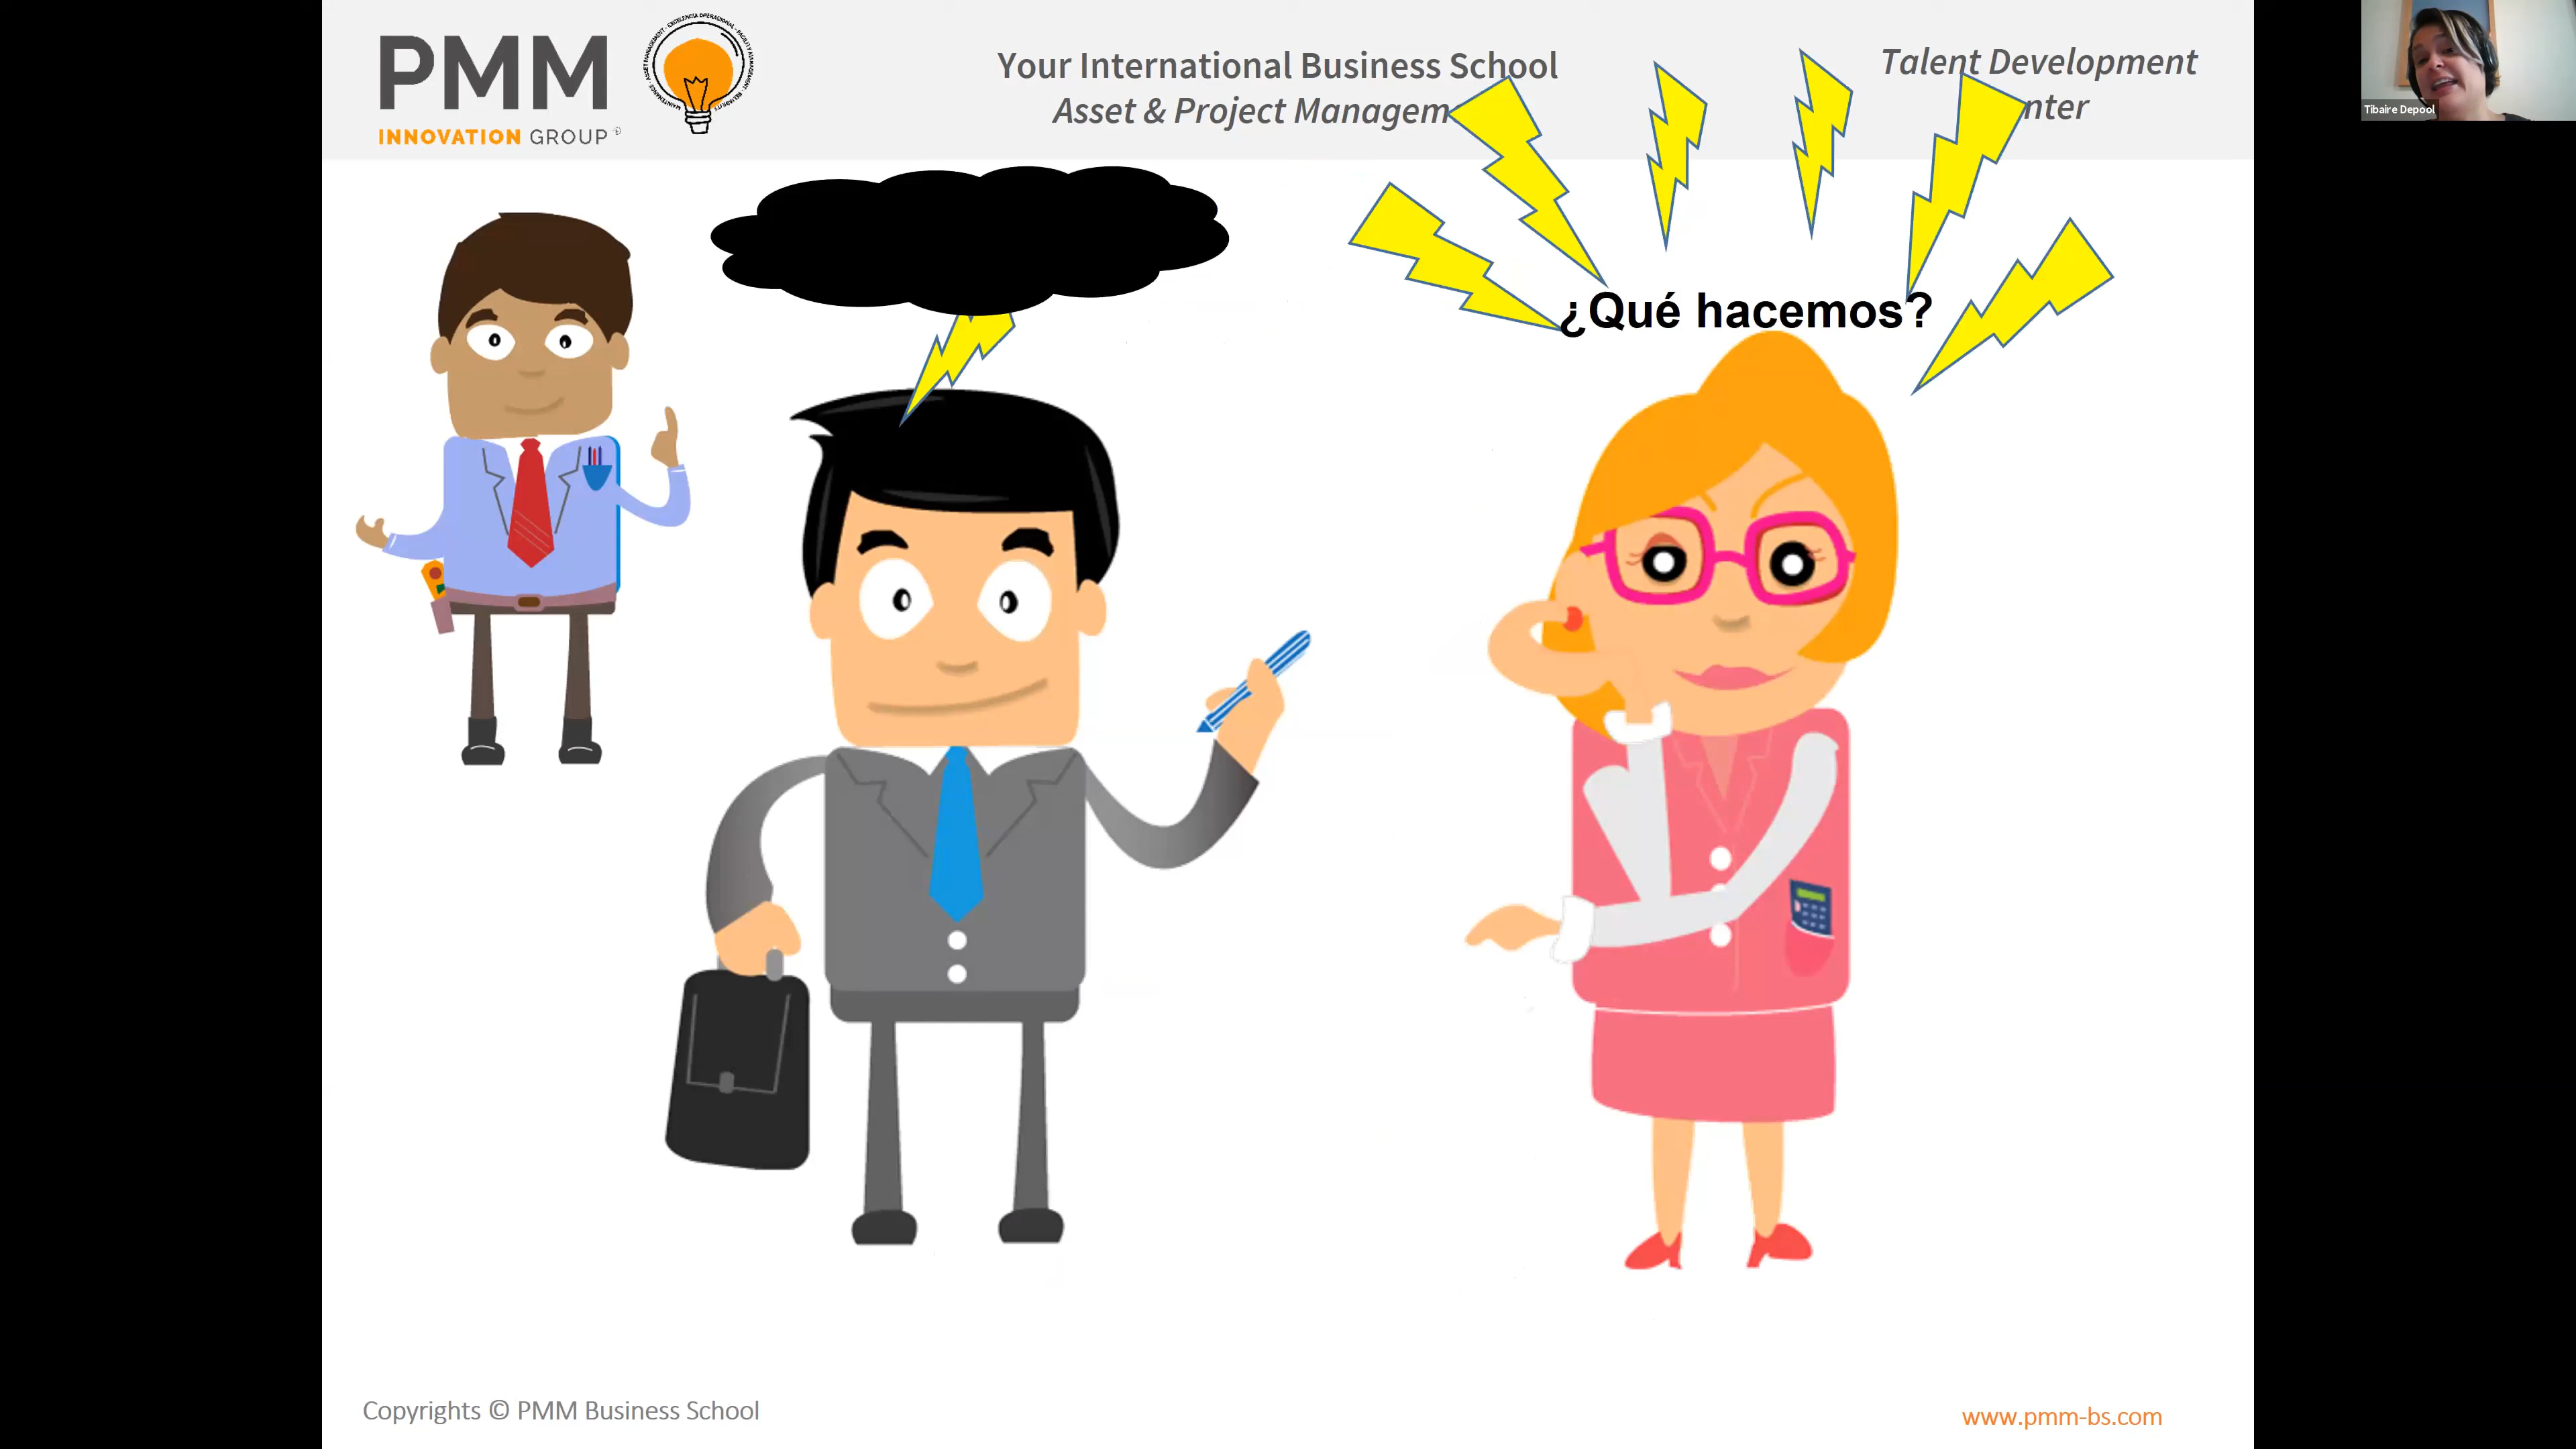 PMM
INNOVATION GROUP
Your International Business School
Asset & Project Managem
Talent Development
nter
Tibaire Depool
¿Qué hacemos?
Copyrights © PMM Business School
www.pmm-bs.com